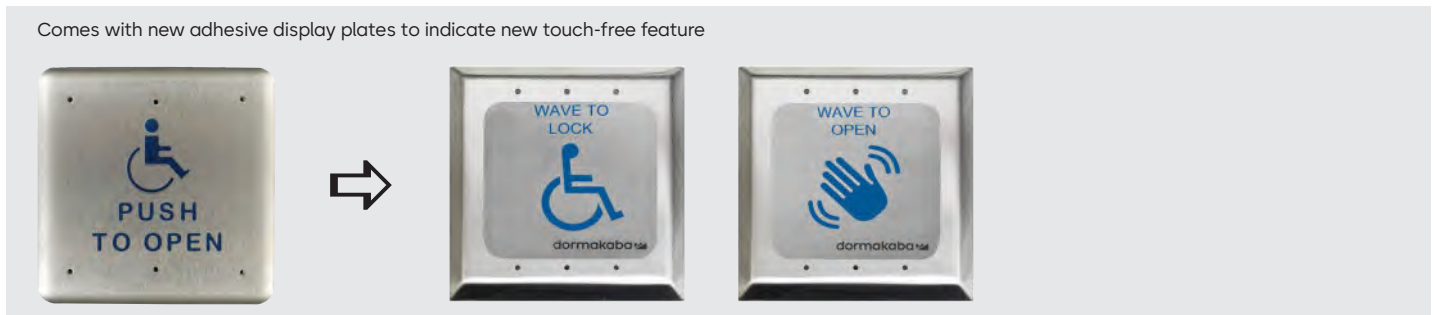 Comes with new adhesive display plates to indicate new touch-free feature
PUSH
TO OPEN
WAVE TO
LOCK
dormakaba
WAVE TO
OPEN
dormakaba